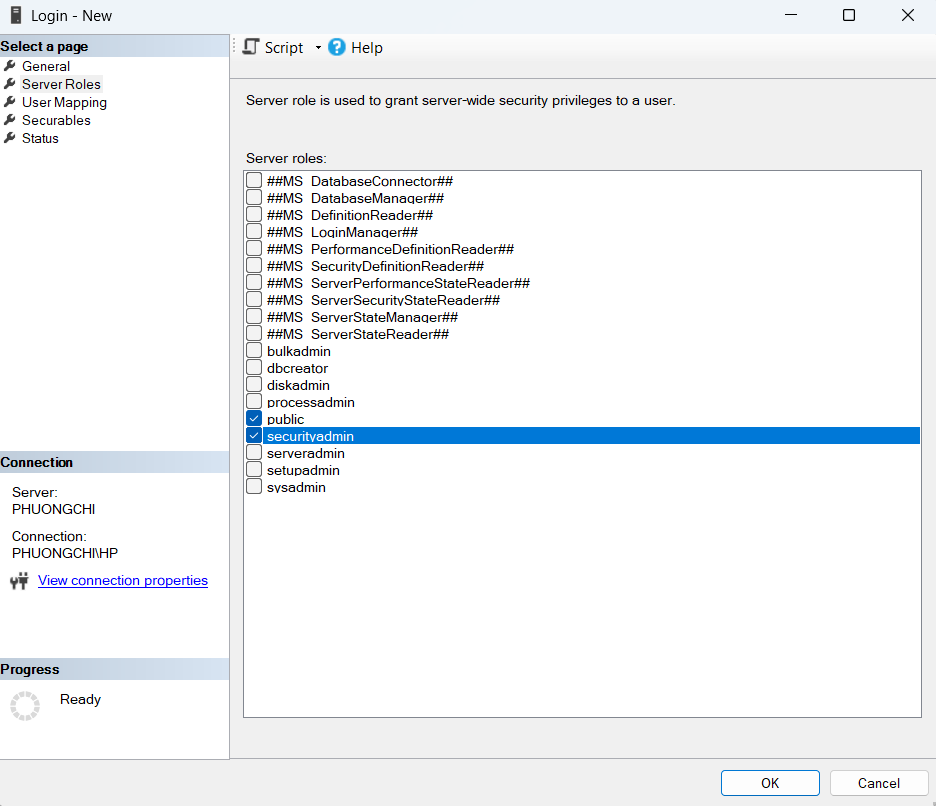 Login - New
Select a page
General
Server Roles
User Mapping
Securables
Status
Script
Help
Server role is used to grant server-wide security privileges to a user.
Server roles:
##MS_DatabaseConnector##
##MS_DatabaseManager##
##MS_DefinitionReader##
##MS_LoginManager##
##MS_PerformanceDefinitionReader##
##MS_SecurityDefinitionReader##
##MS_ServerPerformanceStateReader##
##MS_ServerSecurityStateReader##
##MS_ServerStateManager##
##MS_ServerStateReader##
bulkadmin
dbcreator
diskadmin
processadmin
public
securityadmin
serveradmin
setupadmin
sysadmin
Connection
Server:
PHUONGCHI
Connection:
PHUONGCHI\HP
View connection properties
Progress
Ready
OK
Cancel